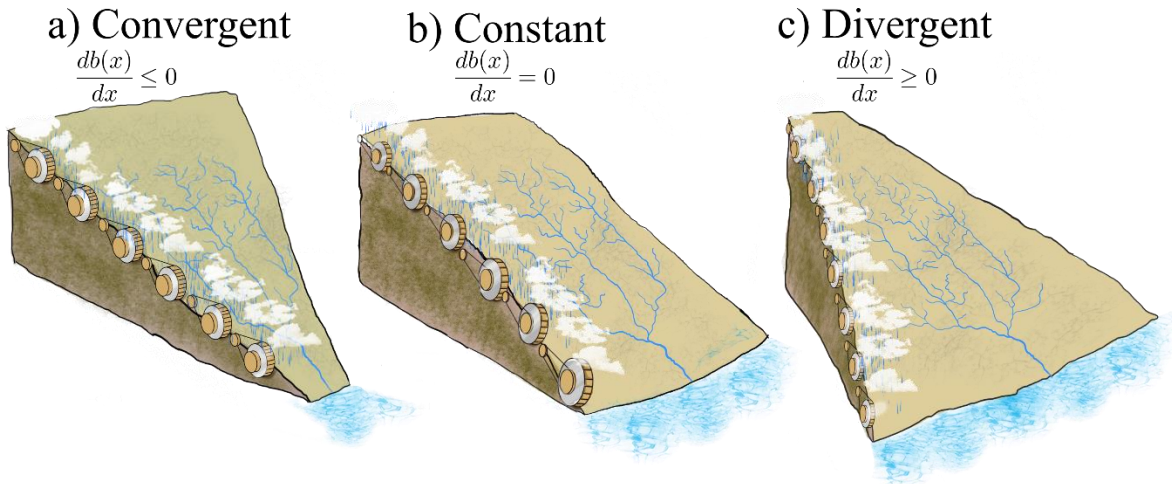 a) Convergent
db(x)/dx ≤ 0
b) Constant
db(x)/dx = 0
c) Divergent
db(x)/dx ≥ 0